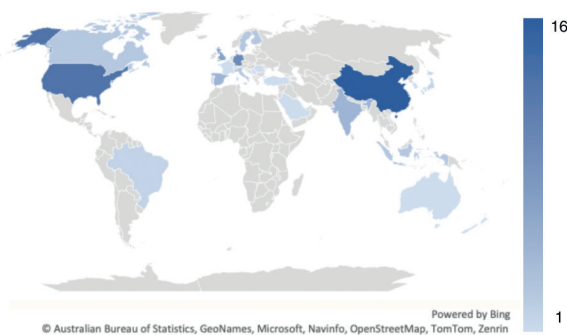 16
1
Powered by Bing
© Australian Bureau of Statistics, GeoNames, Microsoft, Navinfo, OpenStreetMap, TomTom, Zenrin